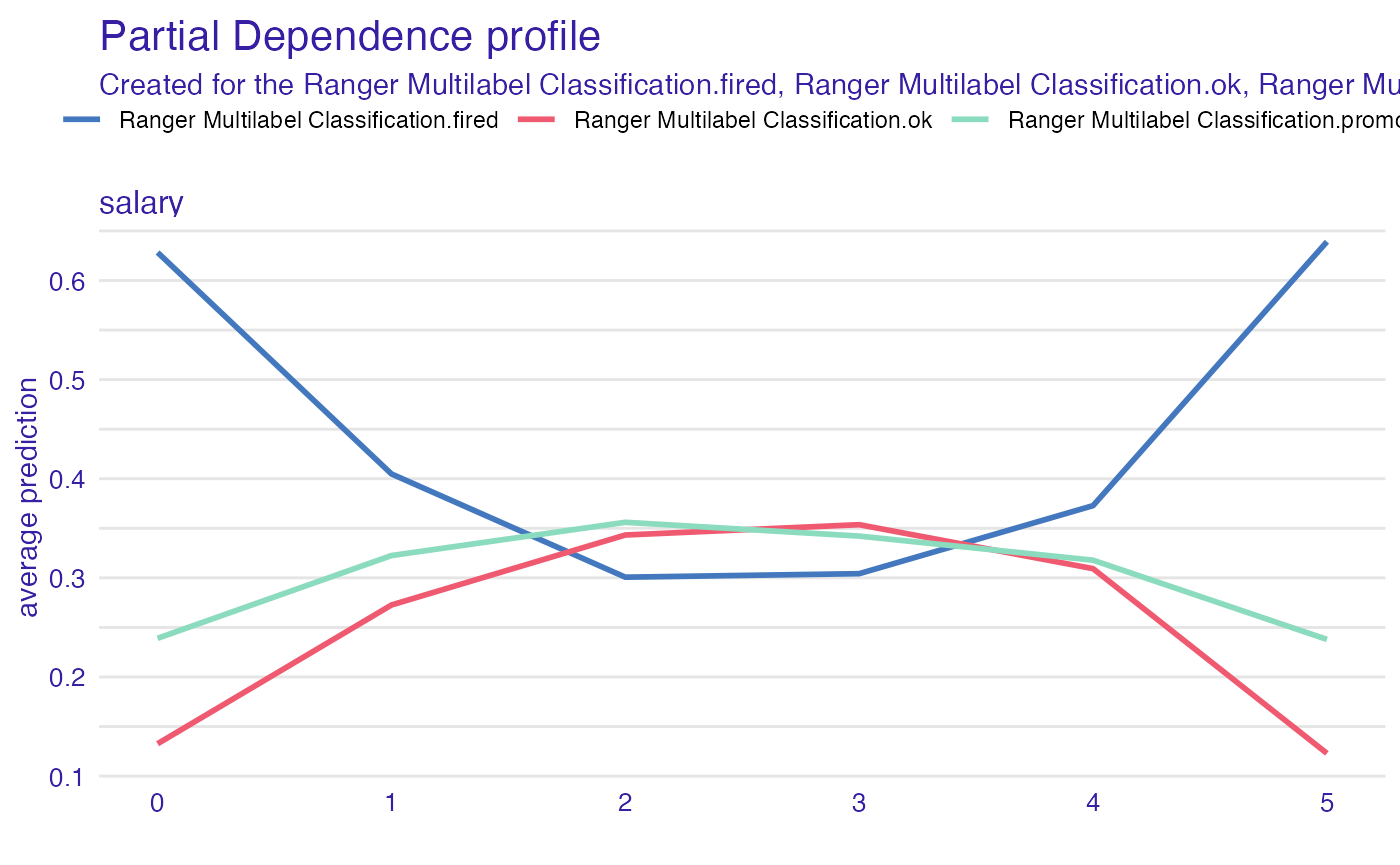 Partial Dependence profile
Created for the Ranger Multilabel Classification.fired, Ranger Multilabel Classification.ok, Ranger
Ranger Multilabel Classification.fired Ranger Multilabel Classification.ok Ranger Multilabel
salary
average prediction
0.6
0.5
0.4
0.3
0.2
0.1
0 1 2 3 4 5